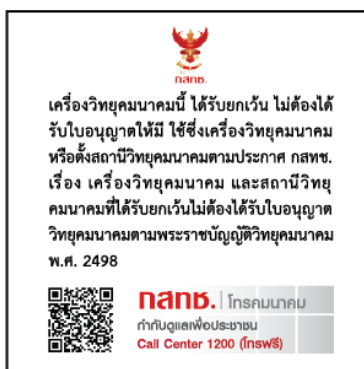 กสทช.
เครื่องวิทยุคมนาคมนี้ ได้รับยกเว้น ไม่ต้องได้
รับใบอนุญาตให้มี ใช้ซึ่งเครื่องวิทยุคมนาคม
หรือตั้งสถานีวิทยุคมนาคมตามประกาศ กสทช.
เรื่อง เครื่องวิทยุคมนาคม และสถานีวิทยุ
คมนาคมที่ได้รับยกเว้นไม่ต้องได้รับใบอนุญาต
วิทยุคมนาคมตามพระราชบัญญัติวิทยุคมนาคม
พ.ศ. 2498
กสทช. | โทรคมนาคม
กำกับดูแลเพื่อประชาชน
Call Center 1200 (โทรฟรี)